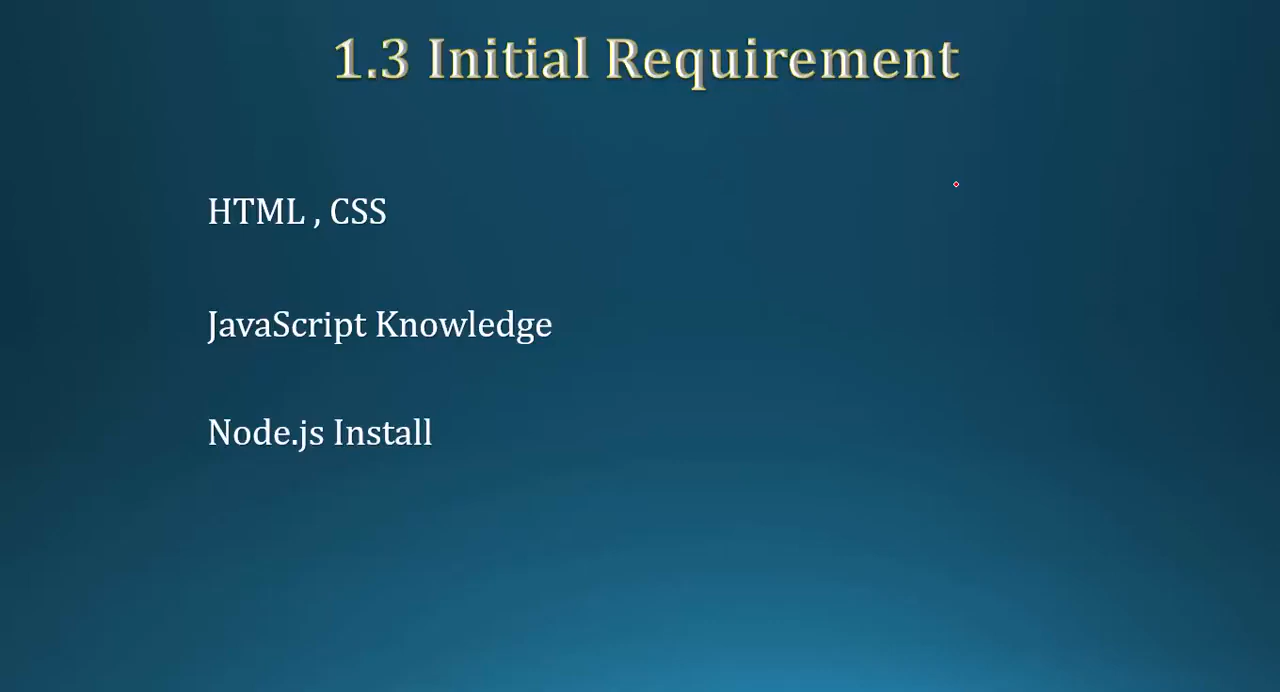 1.3 Initial Requirement
HTML , CSS
JavaScript Knowledge
Node.js Install